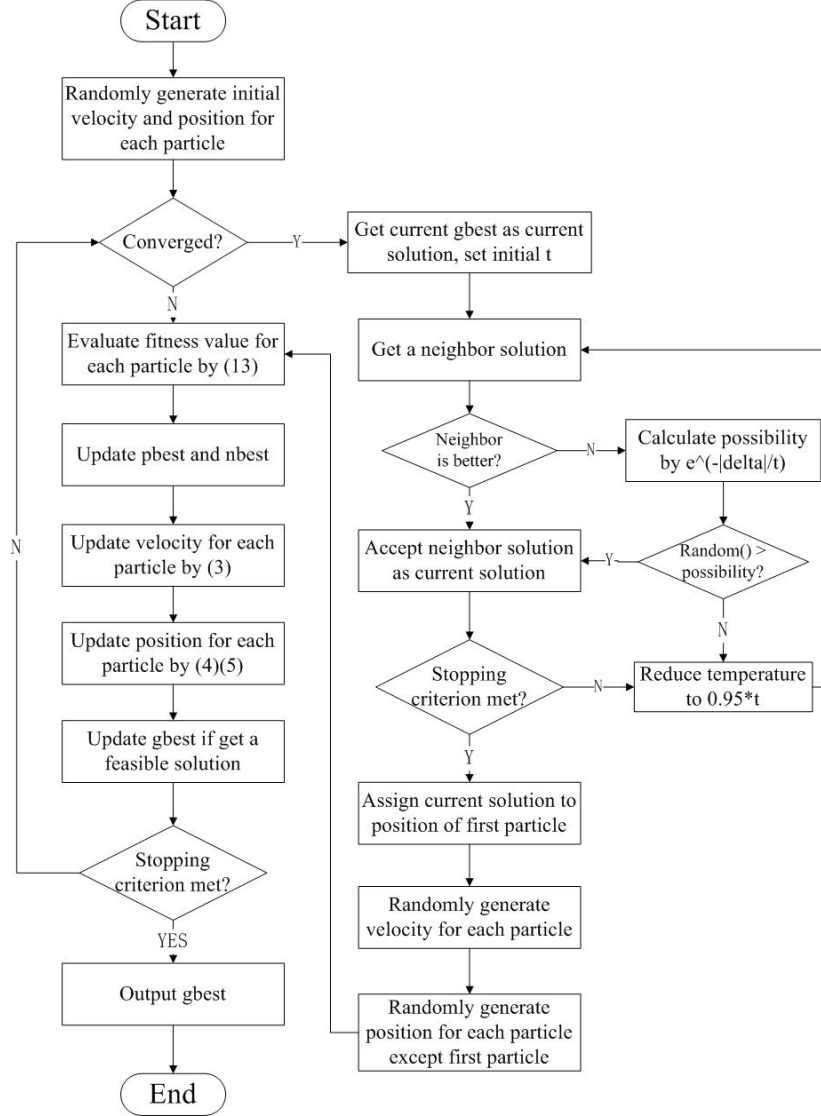 Start
Randomly generate initial
velocity and position for
each particle
Converged?
Y
N
Evaluate fitness value for
each particle by (13)
Update pbest and nbest
Update velocity for each
particle by (3)
Update position for each
particle by (4)(5)
Update gbest if get a
feasible solution
Stopping
criterion met?
N
YES
Output gbest
End
Get current gbest as current
solution, set initial t
Get a neighbor solution
Neighbor
is better?
N
Y
Calculate possibility
by e^(-|delta|/t)
Random() >
possibility?
Y
N
Accept neighbor solution
as current solution
Stopping
criterion met?
N
Y
Reduce temperature
to 0.95*t
Assign current solution to
position of first particle
Randomly generate
velocity for each particle
Randomly generate
position for each particle
except first particle